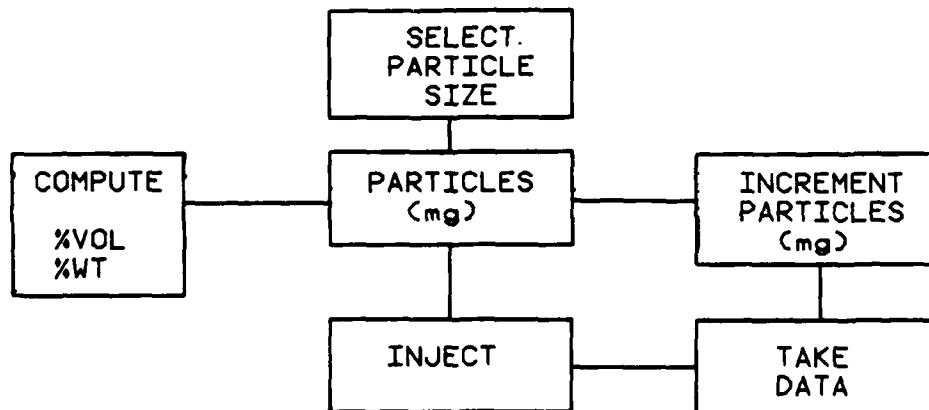 SELECT.
PARTICLE
SIZE
COMPUTE
%VOL
%WT
PARTICLES
(mg)
INCREMENT
PARTICLES
(mg)
INJECT
TAKE
DATA